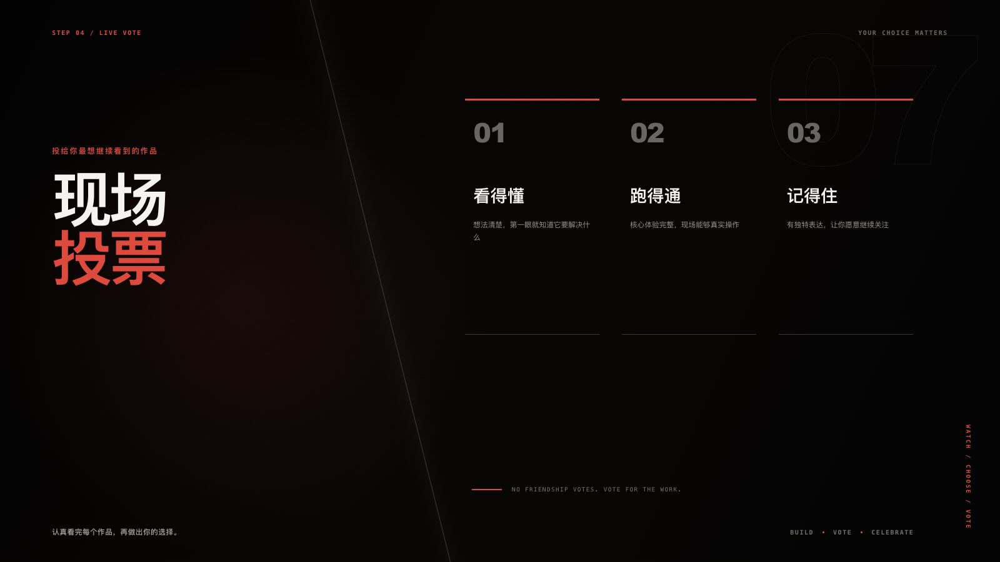 STEP 04 / LIVE VOTE
YOUR CHOICE MATTERS
07
投给你最想继续看到的作品
现场
投票
01
看得懂
想法清楚，第一眼就知道它要解决什
么
02
跑得通
核心体验完整，现场能够真实操作
03
记得住
有独特表达，让你愿意继续关注
NO FRIENDSHIP VOTES. VOTE FOR THE WORK.
WATCH / CHOOSE / VOTE
认真看完每个作品，再做出你的选择。
BUILD • VOTE • CELEBRATE